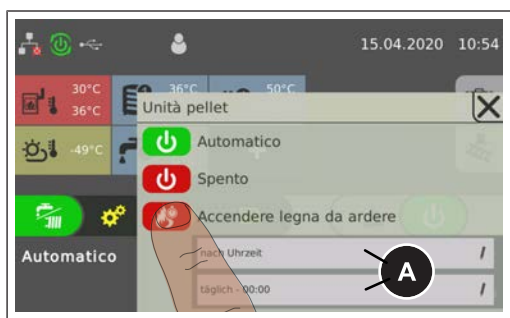 15.04.2020 10:54
30°C
36°C
36°C
50°C
Unità pellet
-49°C
Automatico
Spento
Accendere legna da ardere
Automatico
nach Uhrzeit
A
täglich - 00:00